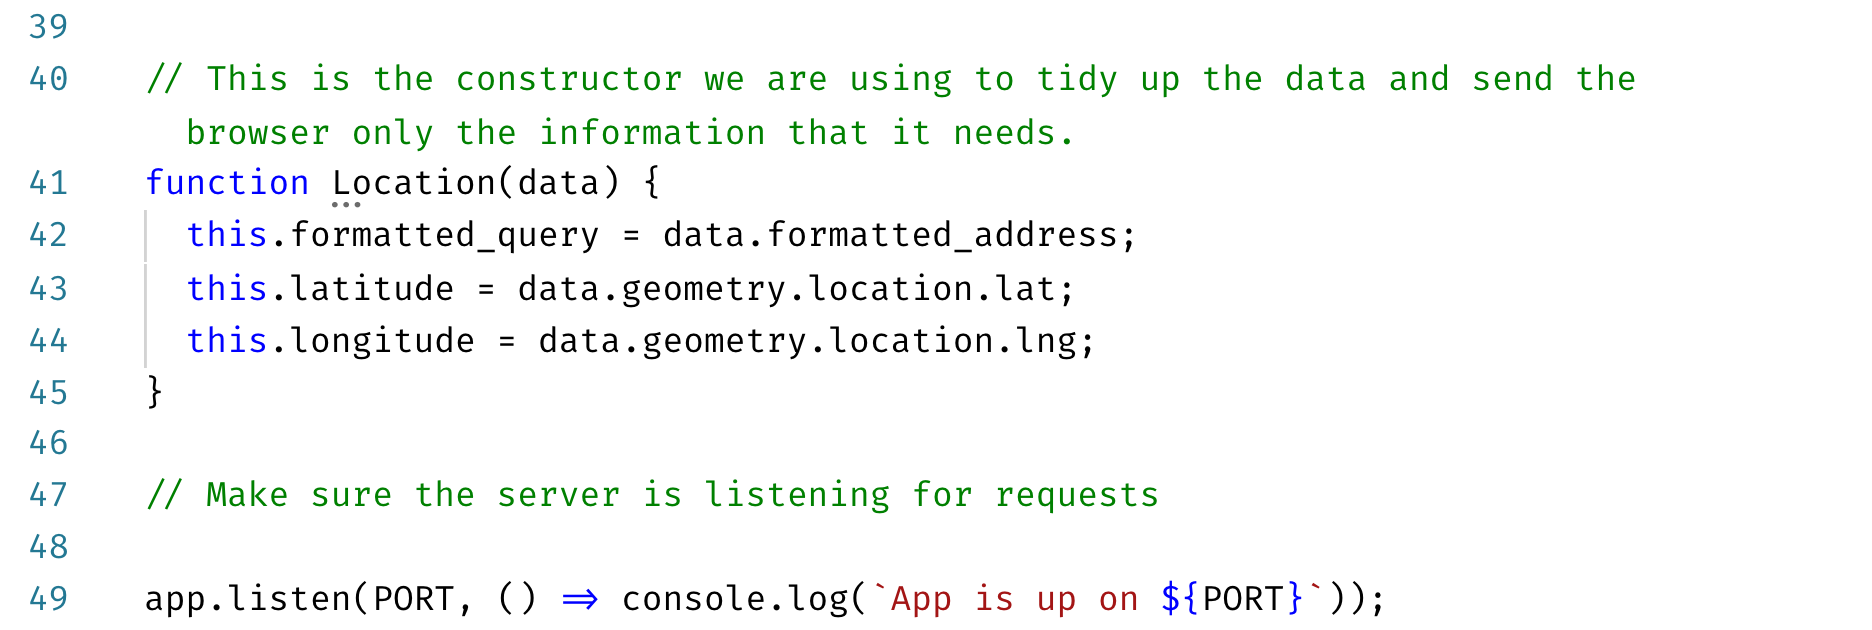 39
40 // This is the constructor we are using to tidy up the data and send the
browser only the information that it needs.
41 function Location(data) {
42 this.formatted_query = data.formatted_address;
43 this.latitude = data.geometry.location.lat;
44 this.longitude = data.geometry.location.lng;
45 }
46
47 // Make sure the server is listening for requests
48
49 app.listen(PORT, () => console.log(`App is up on ${PORT}`));